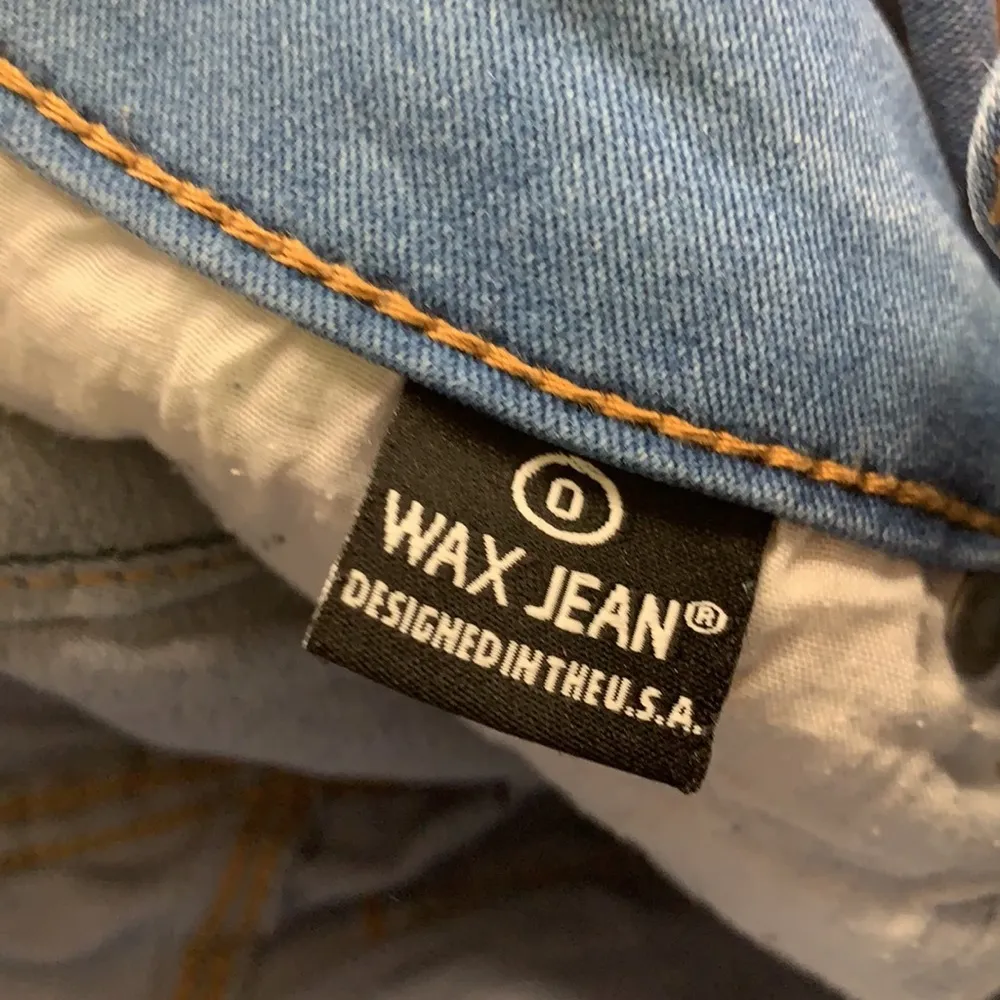 0
WAX JEAN®
DESIGNED IN THE U.S.A.